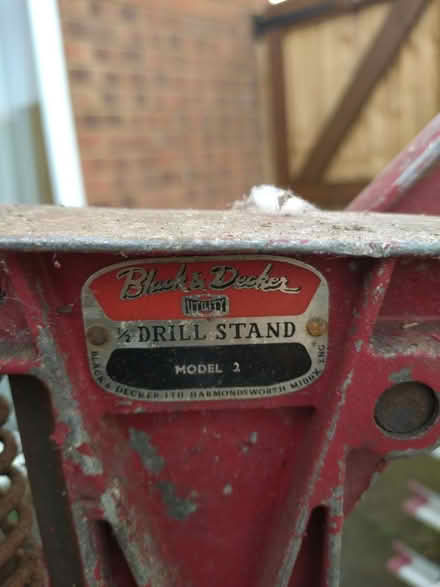 Black & Decker
UTILITY
1/2 DRILL STAND
MODEL 2
BLACK & DECKER LTD HARMONDSWORTH MIDDX. ENG